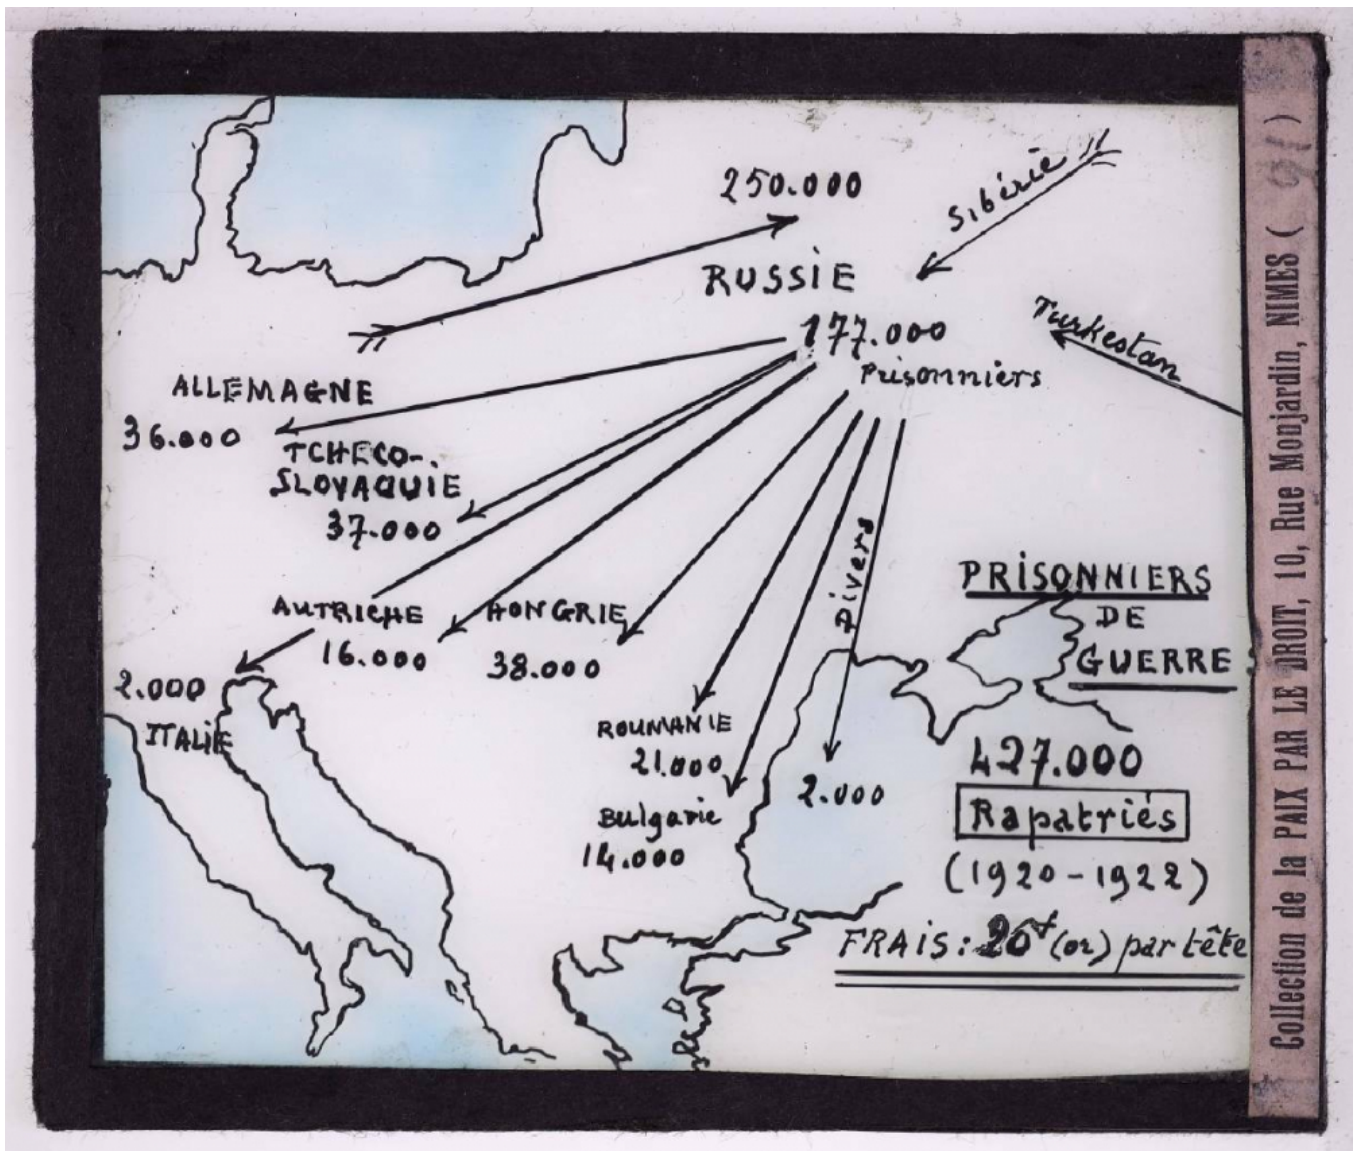 250.000
Sibérie
RUSSIE
177.000
Prisonniers
Turkestan
ALLEMAGNE
36.000
TCHECO-.
SLOVAQUIE
37.000
AUTRICHE
16.000
HONGRIE
38.000
2.000
ITALIE
ROUMANIE
21.000
Bulgarie
14.000
Divers
2.000
PRISONNIERS
DE
GUERRE
427.000
Rapatriés
(1920-1922)
FRAIS: 20f (or) par tête
Collection de la PAIX PAR LE DROIT, 10, Rue Monjardin, NIMES (91)